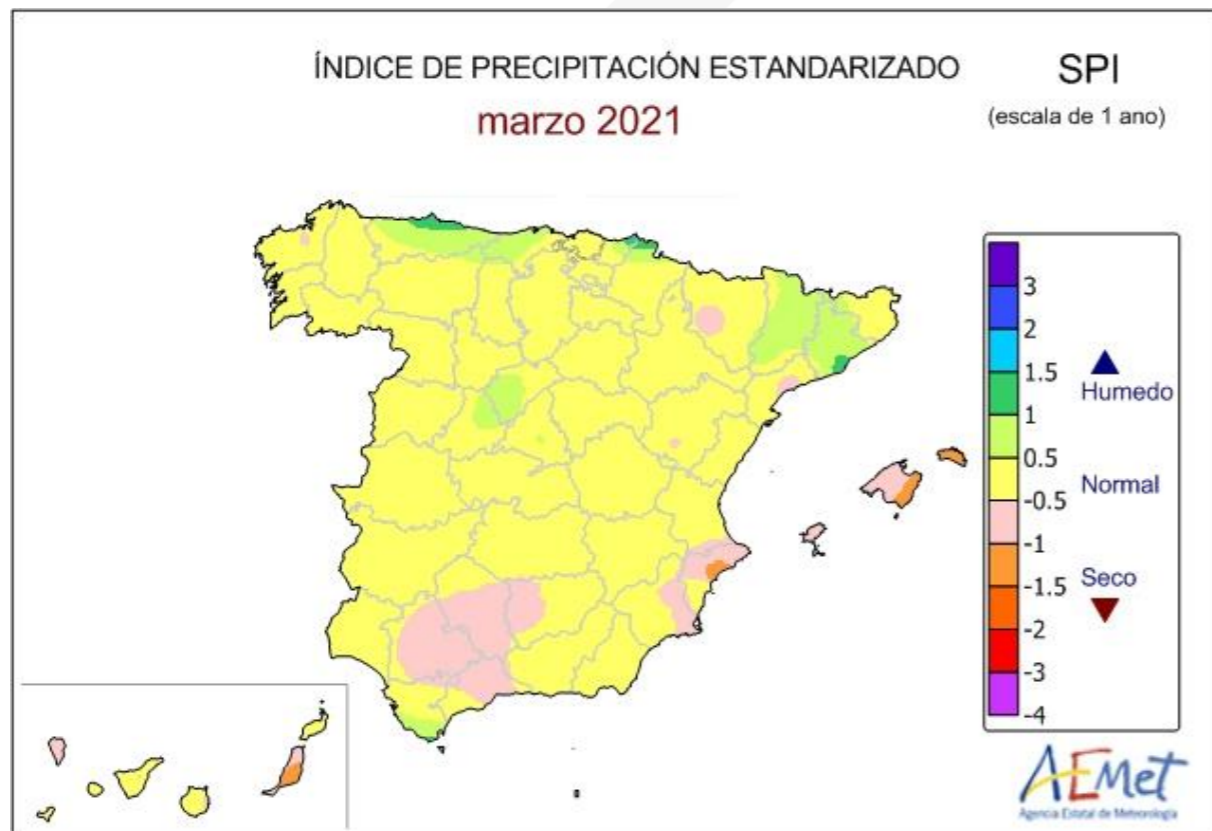 ÍNDICE DE PRECIPITACIÓN ESTANDARIZADO
SPI
marzo 2021
(escala de 1 ano)
3
2
1.5
Humedo
1
0.5
Normal
-0.5
-1
-1.5
Seco
-2
-3
-4
AEMet
Agencia Estatal de Meteorología